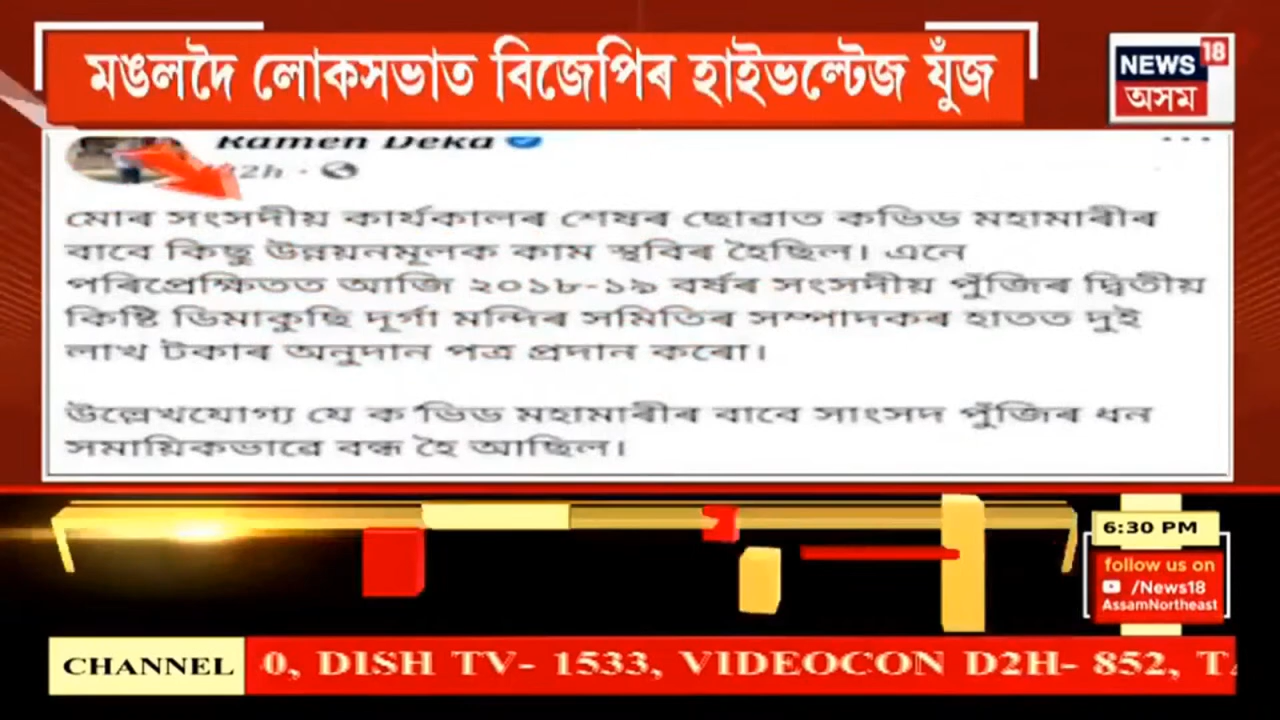 মঙলদৈ লোকসভাত বিজেপিৰ হাইভল্টেজ যুঁজ
NEWS 18
অসম
Ramen Deka
2h
মোৰ সংসদীয় কাৰ্যকালৰ শেষৰ ছোৱাত কভিড মহামাৰীৰ
বাবে কিছু উন্নয়নমূলক কাম স্থবিৰ হৈছিল। এনে
পৰিপ্ৰেক্ষিতত আজি ২০১৮-১৯ বৰ্ষৰ সংসদীয় পুঁজিৰ দ্বিতীয়
কিষ্টি ডিমাকুছি দূৰ্গা মন্দিৰ সমিতিৰ সম্পাদকৰ হাতত দুই
লাখ টকাৰ অনুদান পত্ৰ প্ৰদান কৰো।
উল্লেখযোগ্য যে ক'ভিড মহামাৰীৰ বাবে সাংসদ পুঁজিৰ ধন
সমায়িকভাৱে বন্ধ হৈ আছিল।
6:30 PM
follow us on
/News18
AssamNortheast
CHANNEL 0, DISH TV- 1533, VIDEOCON D2H- 852, T